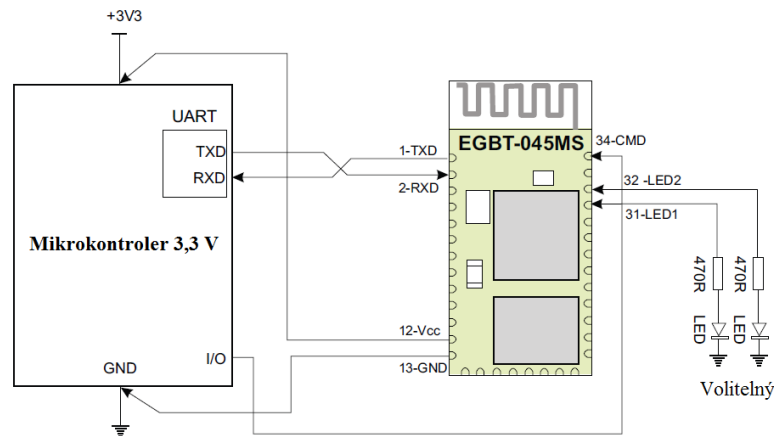 +3V3
UART
TXD
RXD
Mikrokontroler 3,3 V
I/O
GND
1-TXD
2-RXD
12-Vcc
13-GND
EGBT-045MS
34-CMD
32 -LED2
31-LED1
470R
470R
LED
LED
Volitelný